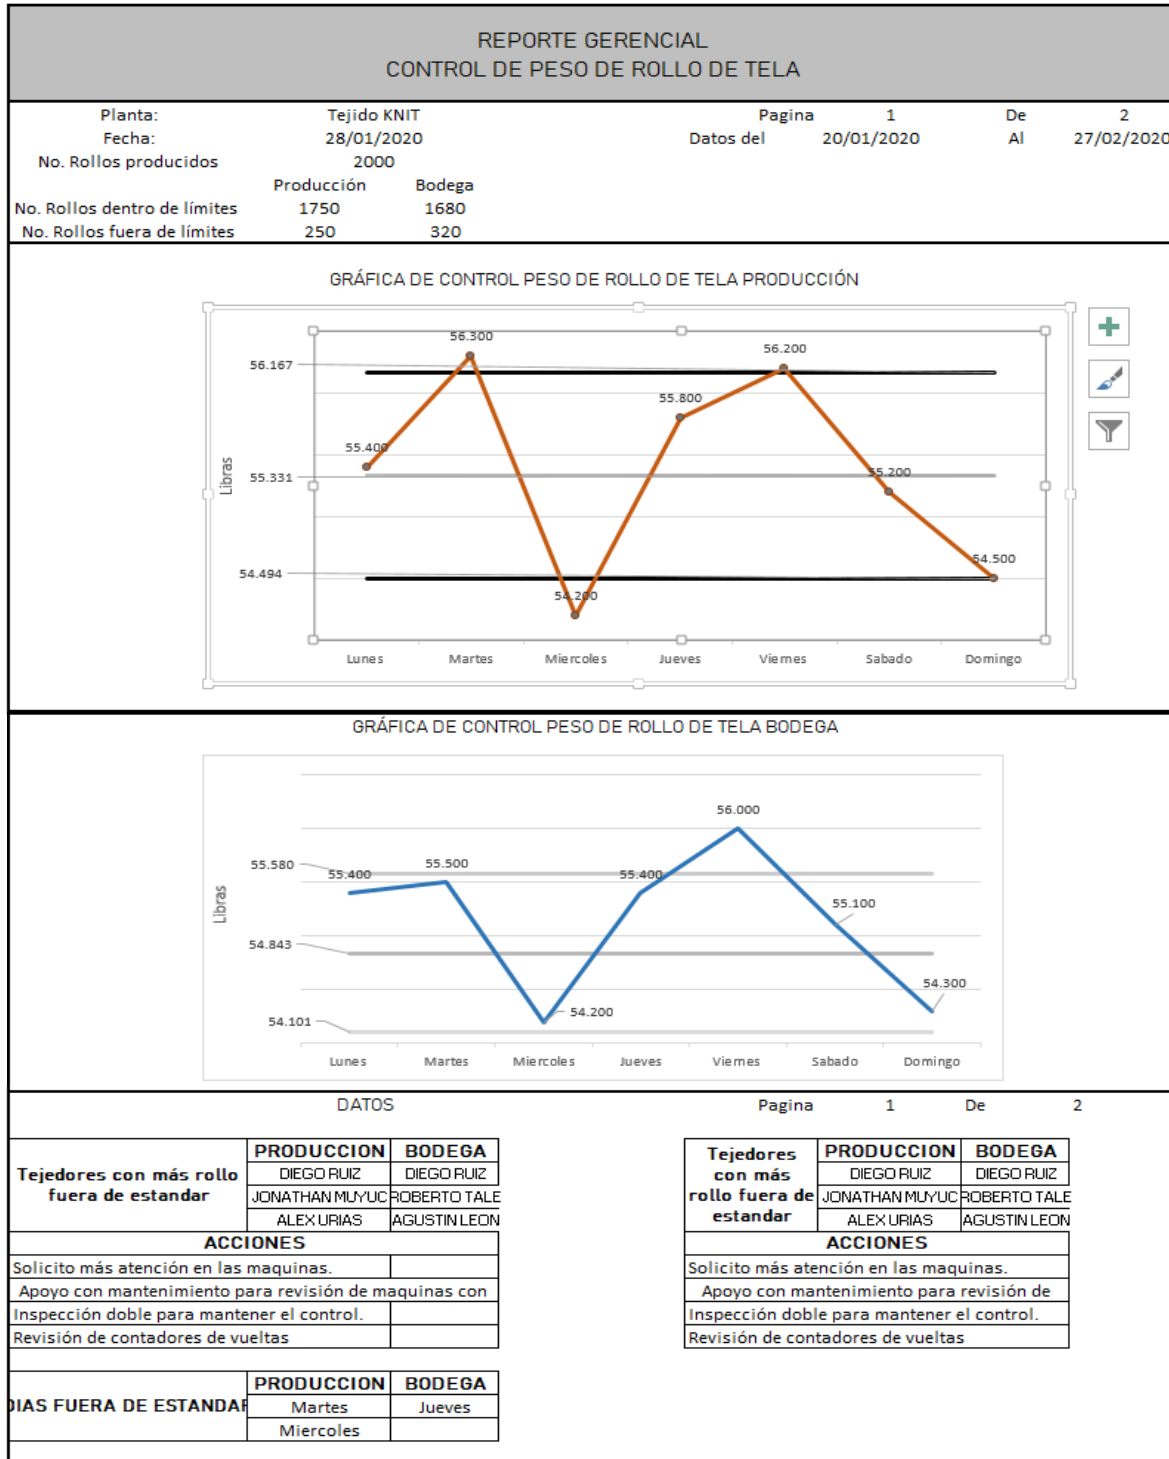 REPORTE GERENCIAL
CONTROL DE PESO DE ROLLO DE TELA
Planta: Tejido KNIT Pagina 1 De 2
Fecha: 28/01/2020 Datos del 20/01/2020 Al 27/02/2020
No. Rollos producidos 2000
Producción Bodega
No. Rollos dentro de límites 1750 1680
No. Rollos fuera de límites 250 320
GRÁFICA DE CONTROL PESO DE ROLLO DE TELA PRODUCCIÓN
56.300
56.200
56.167
55.800
55.400
55.331
55.200
54.494
54.500
54.200
Libras
Lunes Martes Miercoles Jueves Viernes Sabado Domingo
GRÁFICA DE CONTROL PESO DE ROLLO DE TELA BODEGA
56.000
55.580
55.500
55.400
55.400
55.100
54.843
54.300
54.200
54.101
Libras
Lunes Martes Miercoles Jueves Viernes Sabado Domingo
DATOS Pagina 1 De 2
Tejedores con más rollo fuera de estandar
PRODUCCION BODEGA
DIEGO RUIZ DIEGO RUIZ
JONATHAN MUYUC ROBERTO TALE
ALEX URIAS AGUSTIN LEON
ACCIONES
Solicito más atención en las maquinas.
Apoyo con mantenimiento para revisión de maquinas con
Inspección doble para mantener el control.
Revisión de contadores de vueltas
Tejedores
con más
rollo fuera de
estandar
PRODUCCION BODEGA
DIEGO RUIZ DIEGO RUIZ
JONATHAN MUYUC ROBERTO TALE
ALEX URIAS AGUSTIN LEON
ACCIONES
Solicito más atención en las maquinas.
Apoyo con mantenimiento para revisión de
Inspección doble para mantener el control.
Revisión de contadores de vueltas
DIAS FUERA DE ESTANDAR
PRODUCCION BODEGA
Martes Jueves
Miercoles